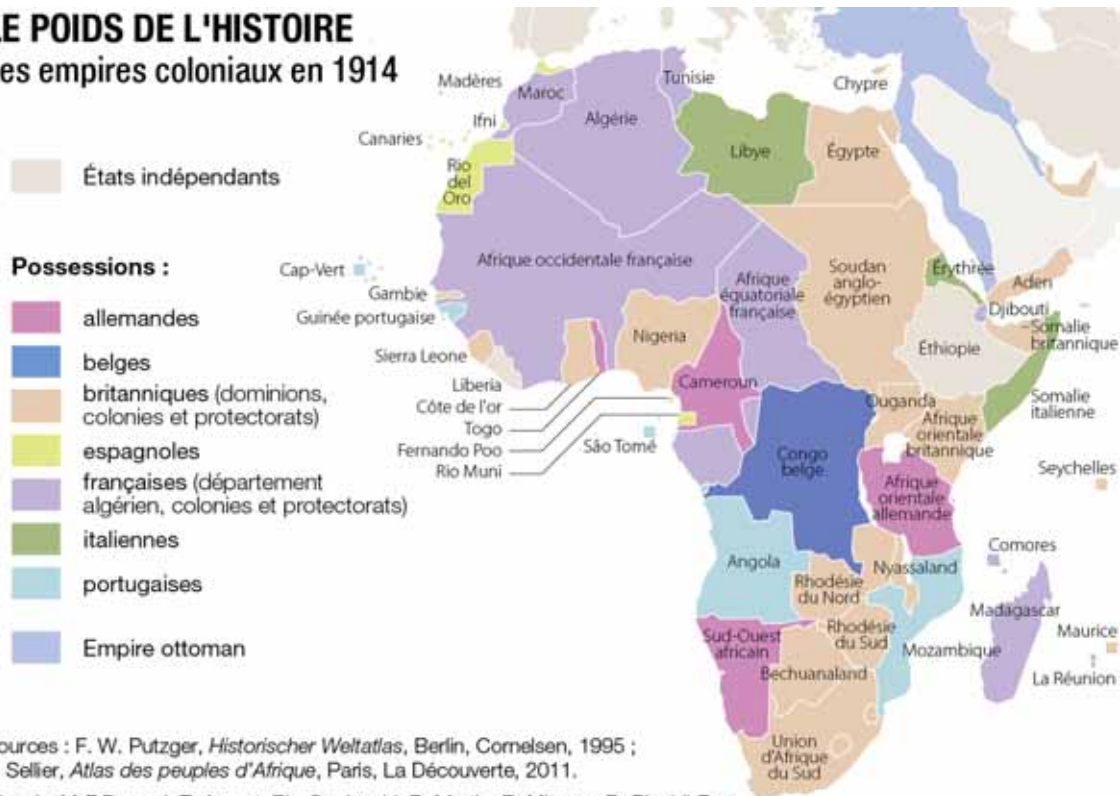 LE POIDS DE L'HISTOIRE
es empires coloniaux en 1914
États indépendants
Possessions :
allemandes
belges
britanniques (dominions,
colonies et protectorats)
espagnoles
françaises (département
algérien, colonies et protectorats)
italiennes
portugaises
Empire ottoman
Madères
Maroc
Tunisie
Chypre
Ifni
Algérie
Canaries
Libye
Égypte
Rio
del
Oro
Cap-Vert
Afrique occidentale française
Afrique
équatoriale
française
Soudan
anglo-
égyptien
Érythrée
Aden
Gambie
Djibouti
Guinée portugaise
Somalie
britannique
Nigeria
Éthiopie
Sierra Leone
Liberia
Cameroun
Côte de l'or
Ouganda
Somalie
italienne
Togo
Afrique
orientale
britannique
Fernando Poo
São Tomé
Congo
belge
Rio Muni
Seychelles
Afrique
orientale
allemande
Comores
Angola
Nyassaland
Rhodésie
du Nord
Madagascar
Maurice
Sud-Ouest
africain
Rhodésie
du Sud
Mozambique
Bechuanaland
La Réunion
Union
d'Afrique
du Sud
ources : F. W. Putzger, Historischer Weltatlas, Berlin, Cornelsen, 1995 ;
Sellier, Atlas des peuples d'Afrique, Paris, La Découverte, 2011.